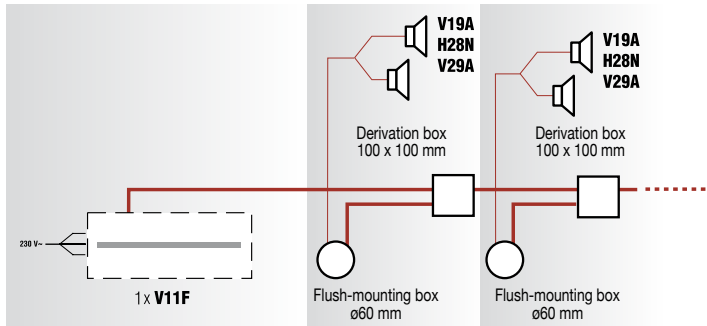 V19A
H28N
V29A
Derivation box
100 x 100 mm
V19A
H28N
V29A
Derivation box
100 x 100 mm
230 V~
1x V11F
Flush-mounting box
ø60 mm
Flush-mounting box
ø60 mm